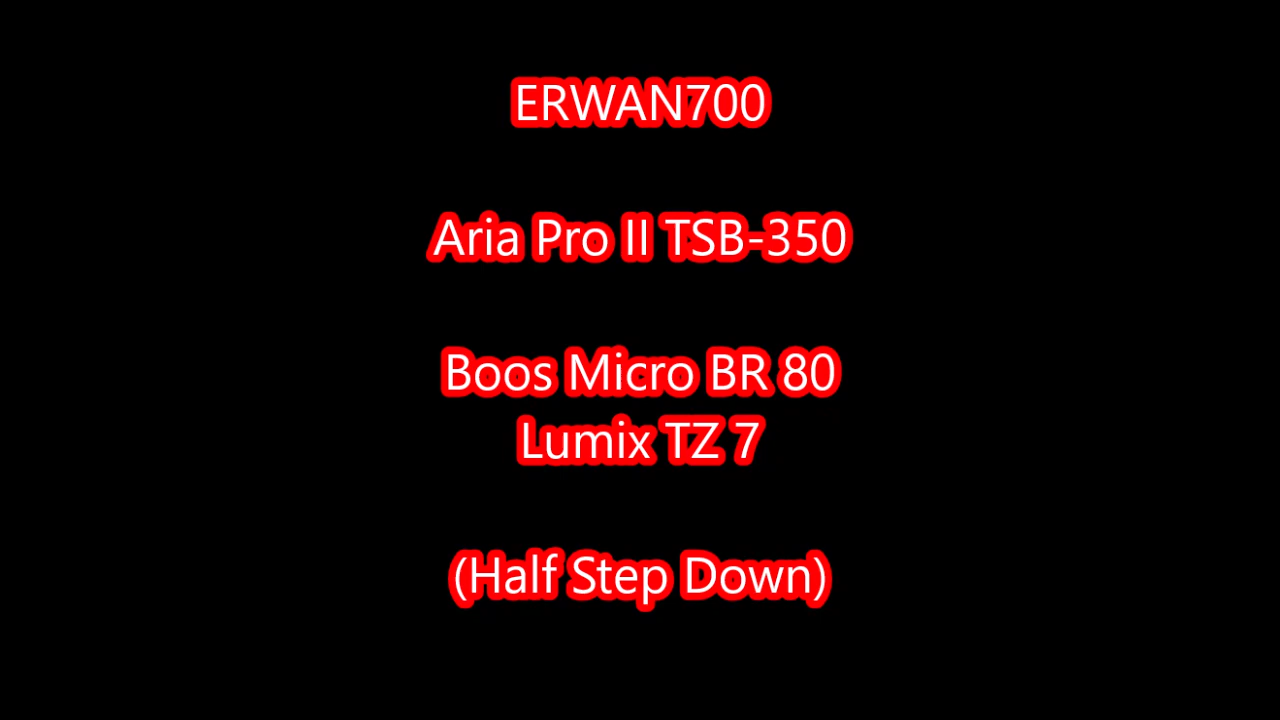 ERWAN700
Aria Pro II TSB-350
Boos Micro BR 80
Lumix TZ 7
(Half Step Down)